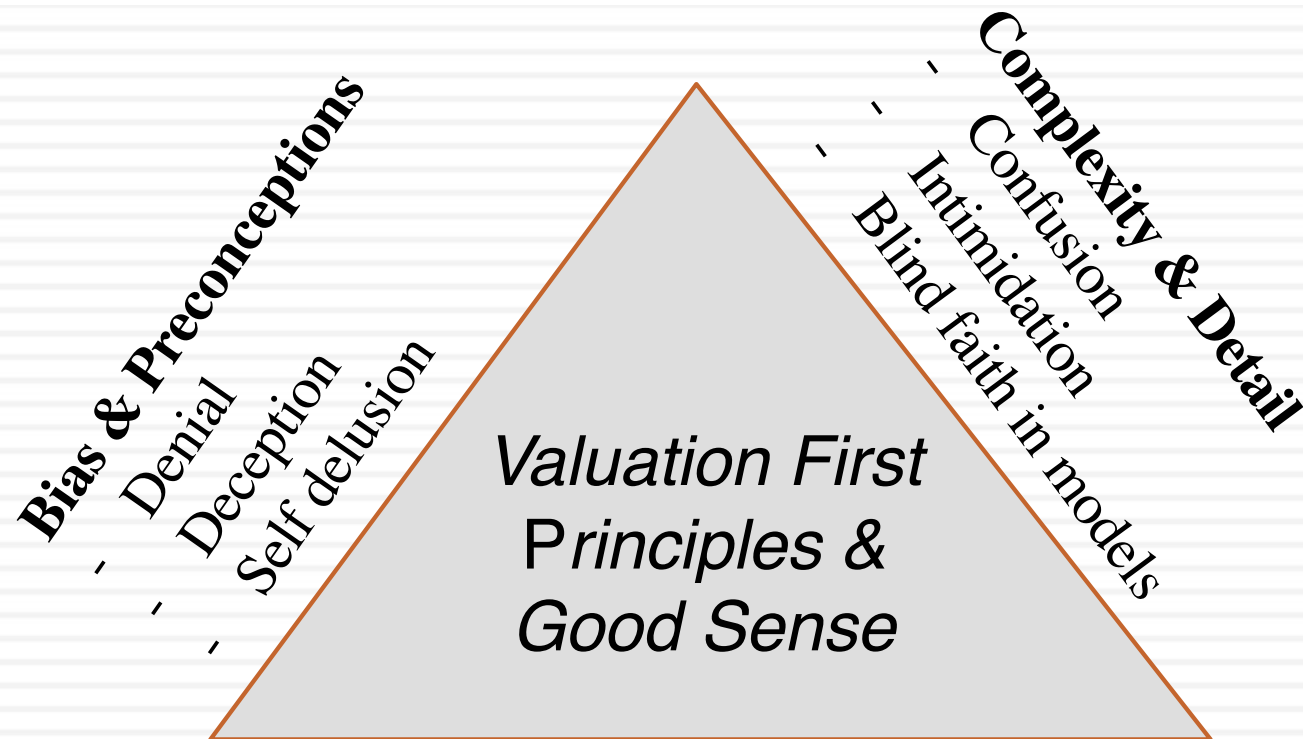 Bias & Preconceptions
- Denial
- Deception
- Self delusion
Complexity & Detail
- Confusion
- Intimidation
- Blind faith in models
Valuation First
Principles &
Good Sense